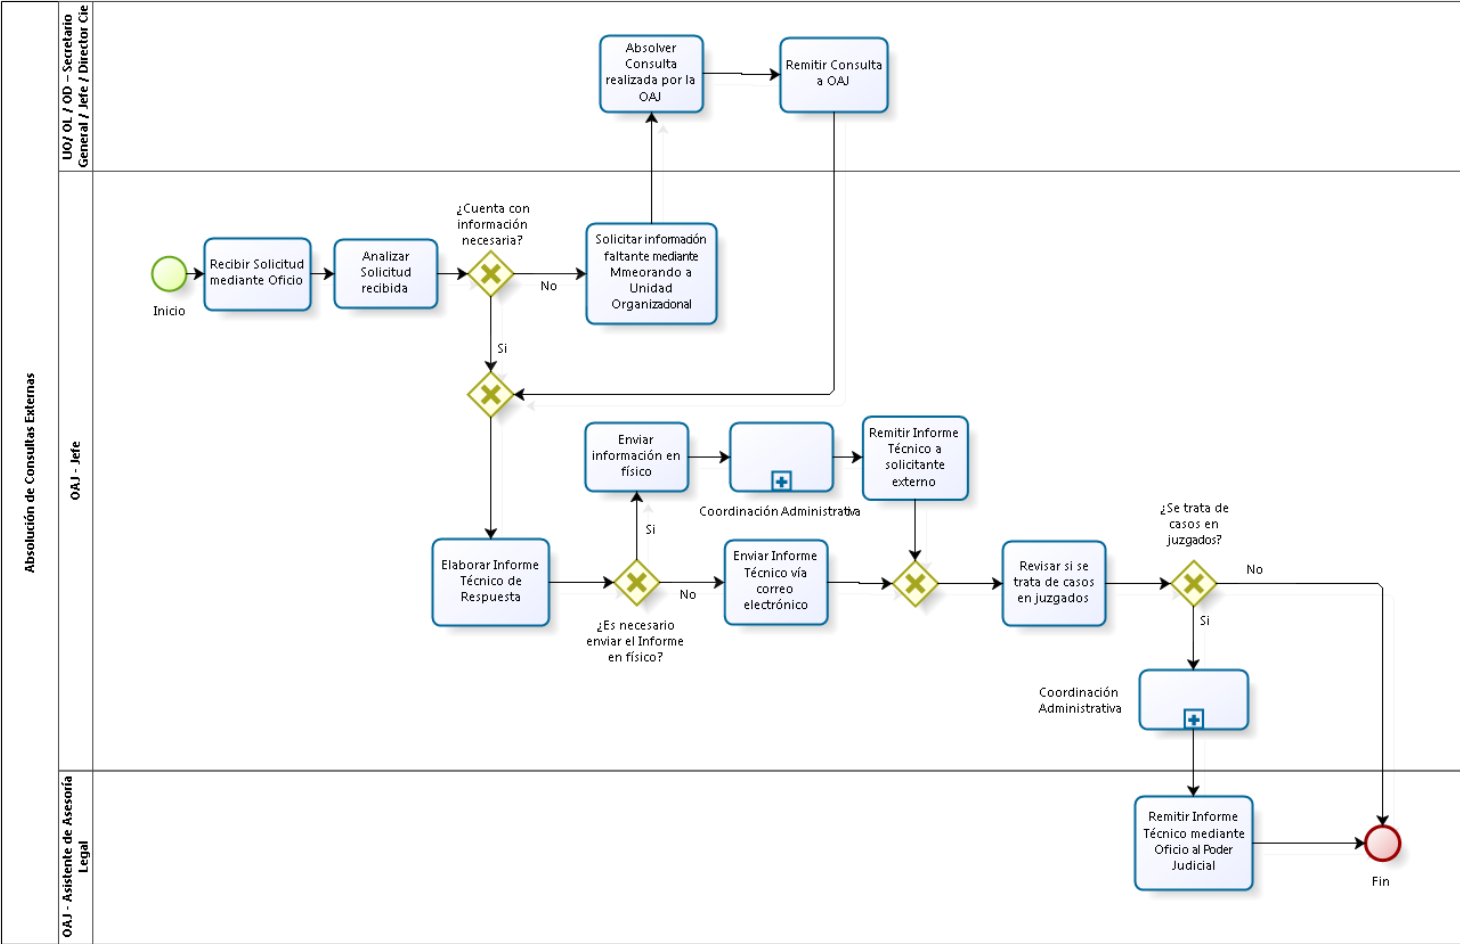 Absolución de Consultas Externas
UO/ OL / OD – Secretario
General / Jefe / Director Cie
Absolver
Consulta
realizada por la
OAJ
Remitir Consulta
a OAJ
OAJ - Jefe
¿Cuenta con
información
necesaria?
Inicio
Recibir Solicitud
mediante Oficio
Analizar
Solicitud
recibida
No
Solicitar información
faltante mediante
Mmeorando a
Unidad
Organizacional
Si
Enviar
información en
físico
Coordinación Administrativa
Remitir Informe
Técnico a
solicitante
externo
Si
Elaborar Informe
Técnico de
Respuesta
No
¿Es necesario
enviar el Informe
en físico?
Enviar Informe
Técnico vía
correo
electrónico
Revisar si se
trata de casos
en juzgados
¿Se trata de
casos en
juzgados?
No
Si
Coordinación
Administrativa
OAJ - Asistente de Asesoría
Legal
Remitir Informe
Técnico mediante
Oficio al Poder
Judicial
Fin